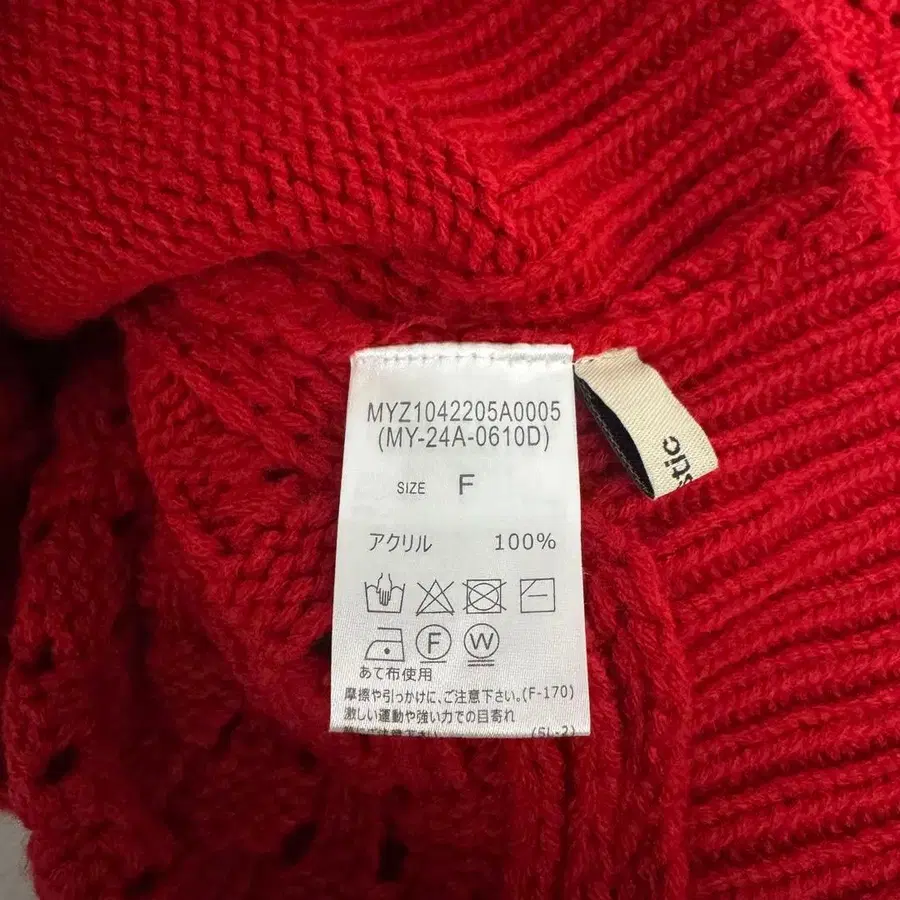 MYZ1042205A0005
(MY-24A-0610D)
SIZE F
アクリル 100%
F W
あて布使用
摩擦や引っかけに、ご注意下さい。(F-170)
激しい運動や強い力での目寄れ
(SL-2)
stic